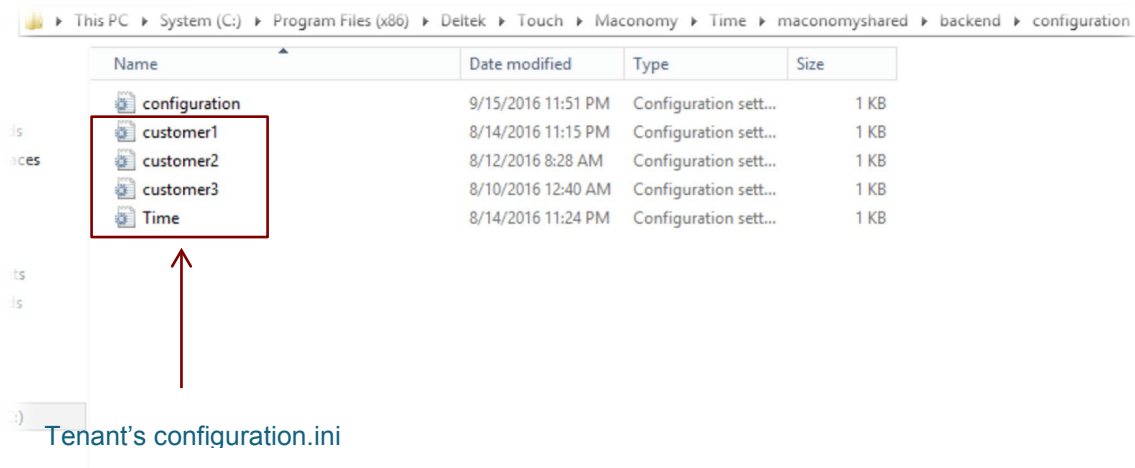 This PC ▸ System (C:) ▸ Program Files (x86) ▸ Deltek ▸ Touch ▸ Maconomy ▸ Time ▸ maconomyshared ▸ backend ▸ configuration
Name Date modified Type Size
configuration 9/15/2016 11:51 PM Configuration sett... 1 KB
customer1 8/14/2016 11:15 PM Configuration sett... 1 KB
customer2 8/12/2016 8:28 AM Configuration sett... 1 KB
customer3 8/10/2016 12:40 AM Configuration sett... 1 KB
Time 8/14/2016 11:24 PM Configuration sett... 1 KB
Tenant's configuration.ini